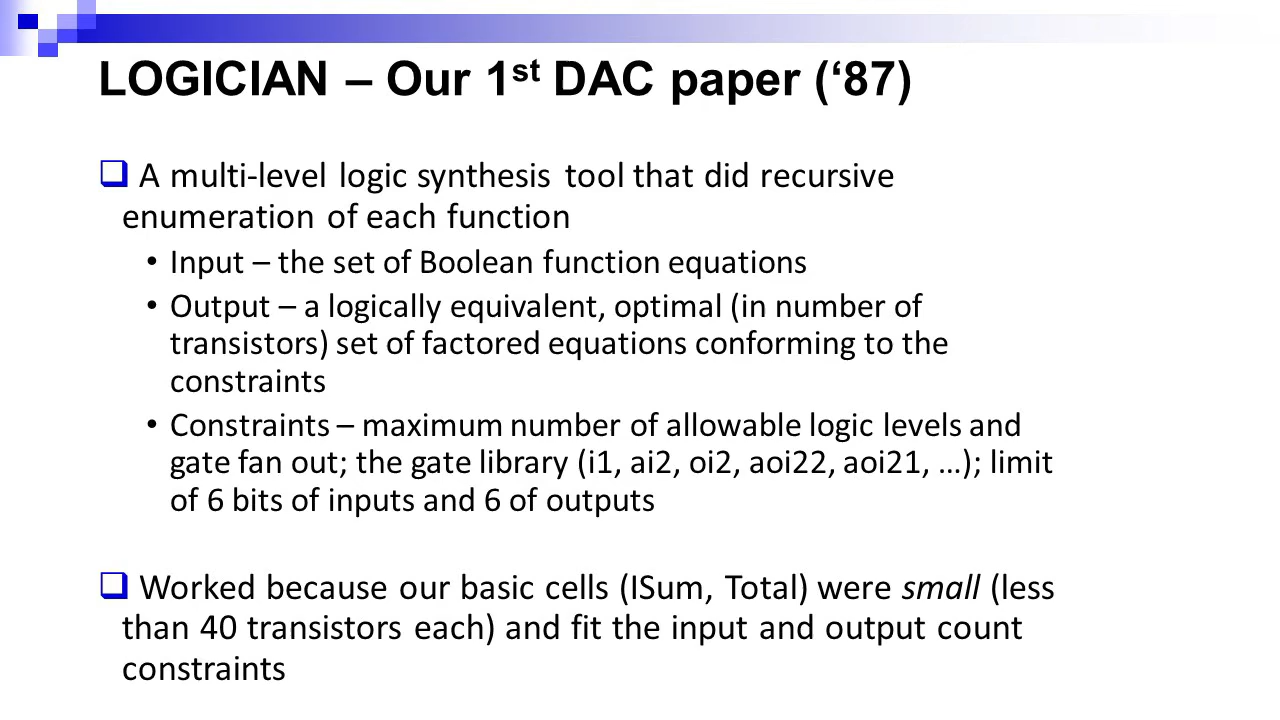 LOGICIAN – Our 1st DAC paper (‘87)
❑ A multi-level logic synthesis tool that did recursive
enumeration of each function
• Input – the set of Boolean function equations
• Output – a logically equivalent, optimal (in number of
transistors) set of factored equations conforming to the
constraints
• Constraints – maximum number of allowable logic levels and
gate fan out; the gate library (i1, ai2, oi2, aoi22, aoi21, …); limit
of 6 bits of inputs and 6 of outputs
❑ Worked because our basic cells (ISum, Total) were small (less
than 40 transistors each) and fit the input and output count
constraints